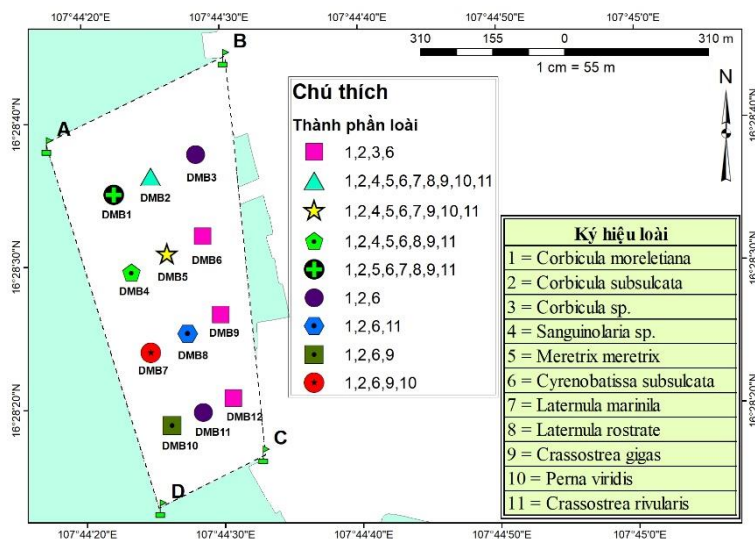 107°44'20"E 107°44'30"E 107°44'50"E 107°45'0"E
310 155 0 310 m
1 cm = 55 m
N
B
A
C
D
16°28'40"N
16°28'30"N
16°28'20"N
DMB3
DMB2
DMB1
DMB6
DMB5
DMB4
DMB9
DMB8
DMB7
DMB12
DMB11
DMB10
Chú thích
Thành phần loài
1,2,3,6
1,2,4,5,6,7,8,9,10,11
1,2,4,5,6,7,9,10,11
1,2,4,5,6,8,9,11
1,2,5,6,7,8,9,11
1,2,6
1,2,6,11
1,2,6,9
1,2,6,9,10
Ký hiệu loài
1 = Corbicula moreletiana
2 = Corbicula subsulcata
3 = Corbicula sp.
4 = Sanguinolaria sp.
5 = Meretrix meretrix
6 = Cyrenobatissa subsulcata
7 = Laternula marinila
8 = Laternula rostrate
9 = Crassostrea gigas
10 = Perna viridis
11 = Crassostrea rivularis
107°44'20"E 107°44'30"E 107°44'40"E 107°44'50"E 107°45'0"E